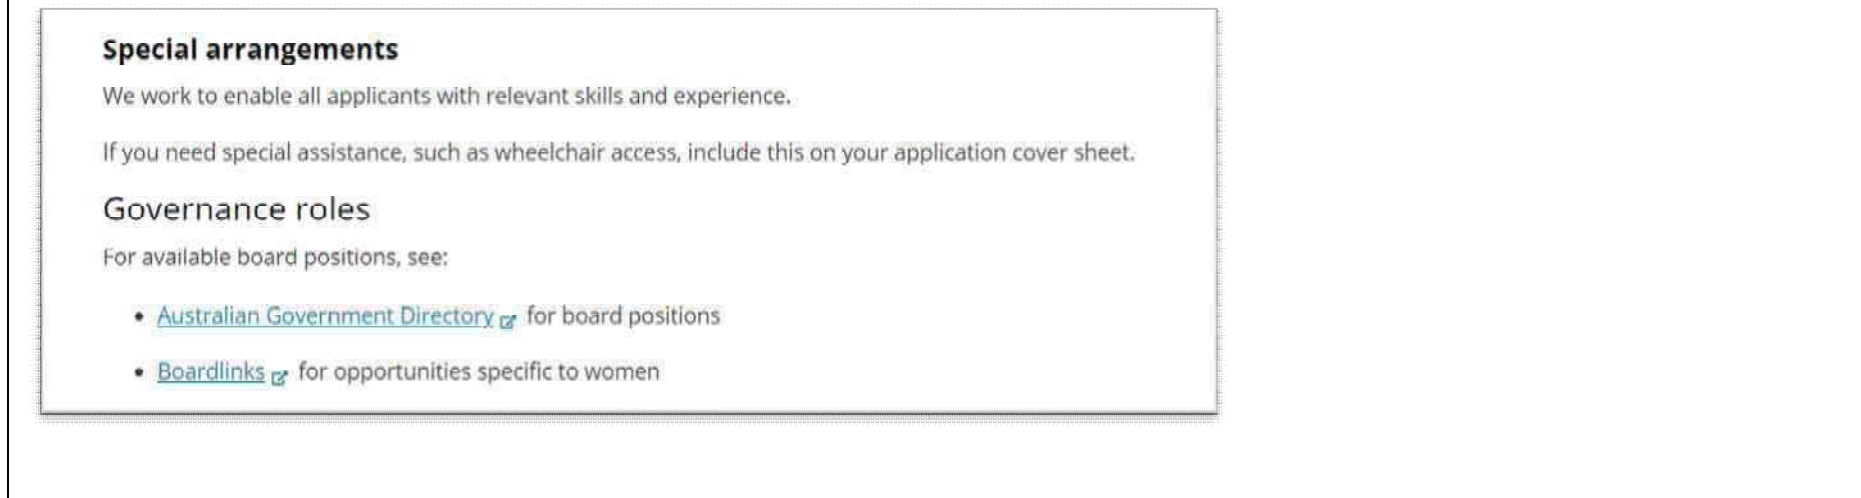 Special arrangements
We work to enable all applicants with relevant skills and experience.
If you need special assistance, such as wheelchair access, include this on your application cover sheet.
Governance roles
For available board positions, see:
• Australian Government Directory for board positions
• Boardlinks for opportunities specific to women